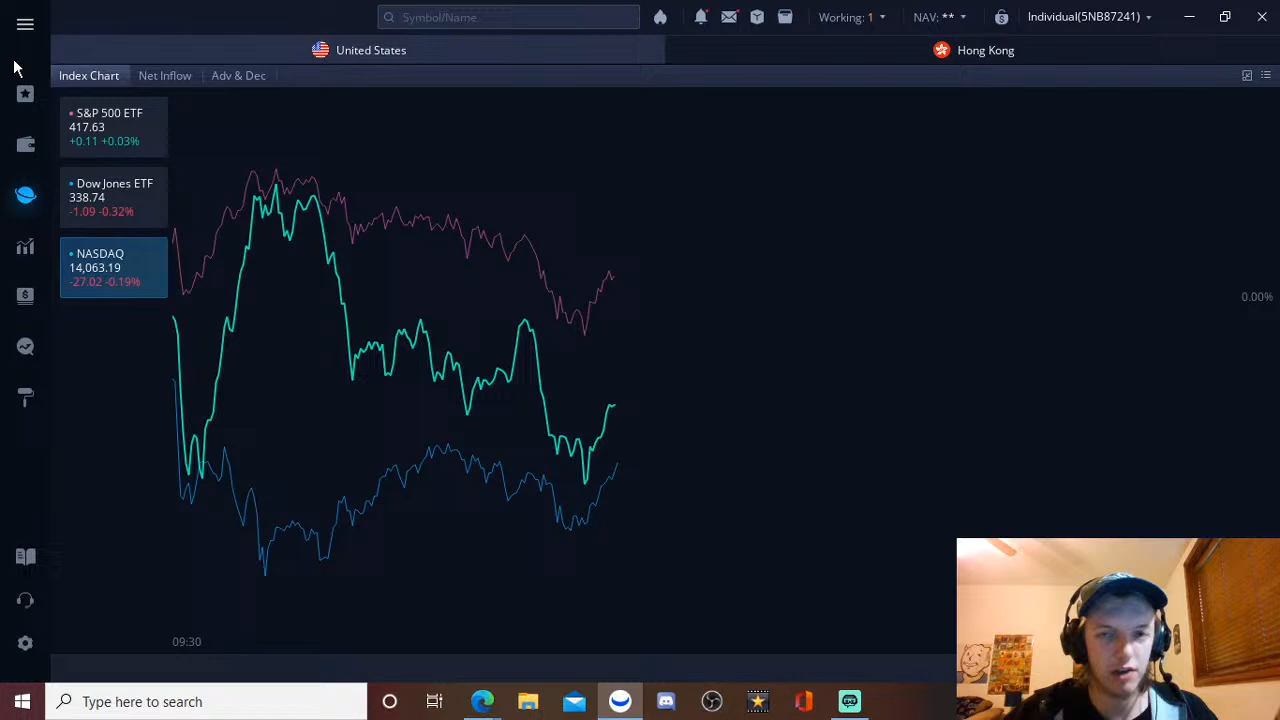 Symbol/Name
Working: 1
NAV: **
Individual(5NB87241)
United States
Hong Kong
Index Chart
Net Inflow
Adv & Dec
S&P 500 ETF
417.63
+0.11 +0.03%
Dow Jones ETF
338.74
-1.09 -0.32%
NASDAQ
14,063.19
-27.02 -0.19%
0.00%
09:30
Type here to search